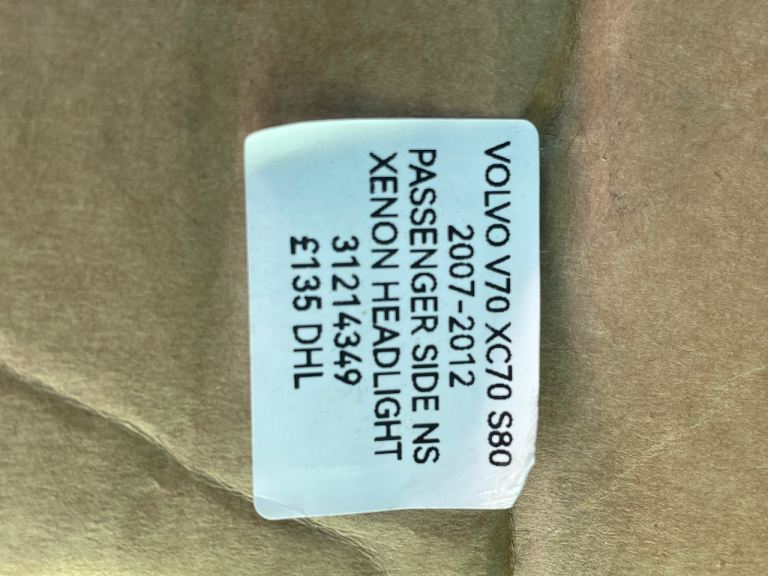 VOLVO V70 XC70 S80
2007-2012
PASSENGER SIDE NS
XENON HEADLIGHT
31214349
£135 DHL